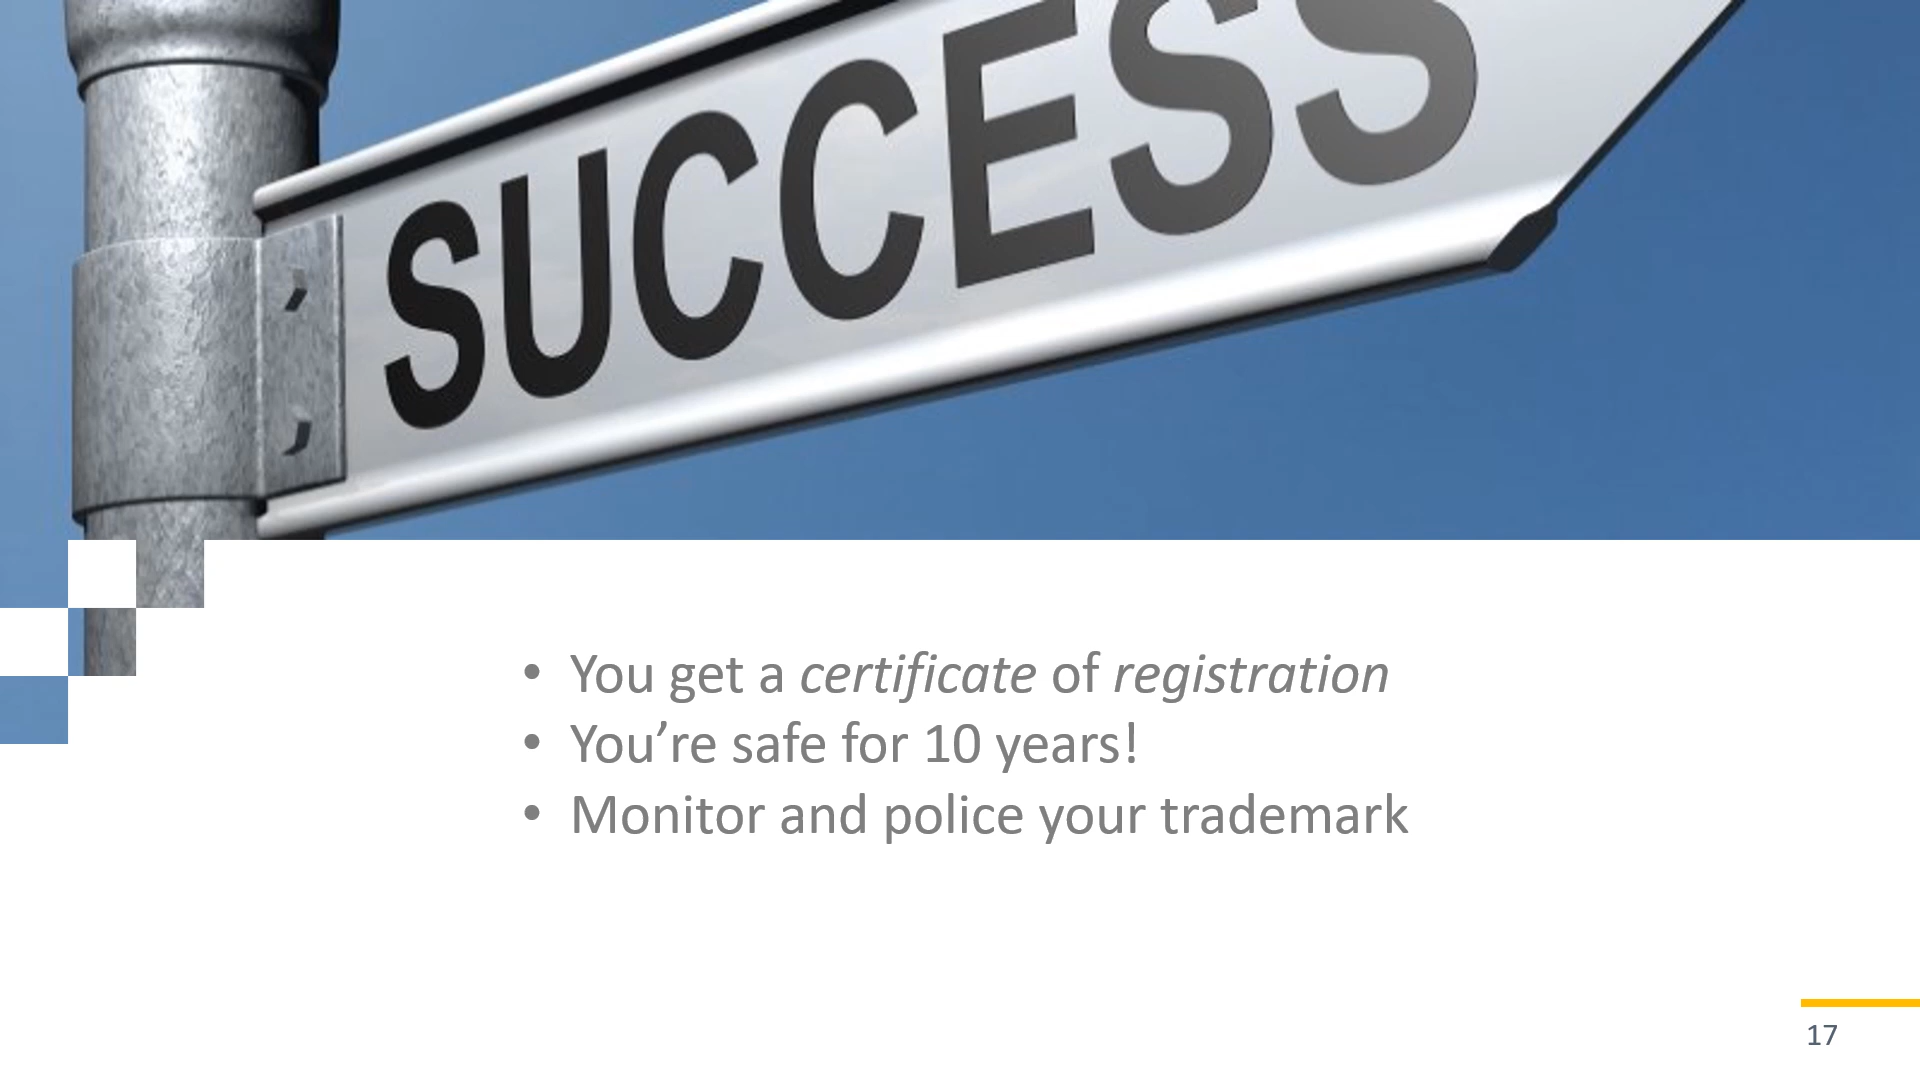 SUCCESS
• You get a certificate of registration
• You’re safe for 10 years!
• Monitor and police your trademark
17